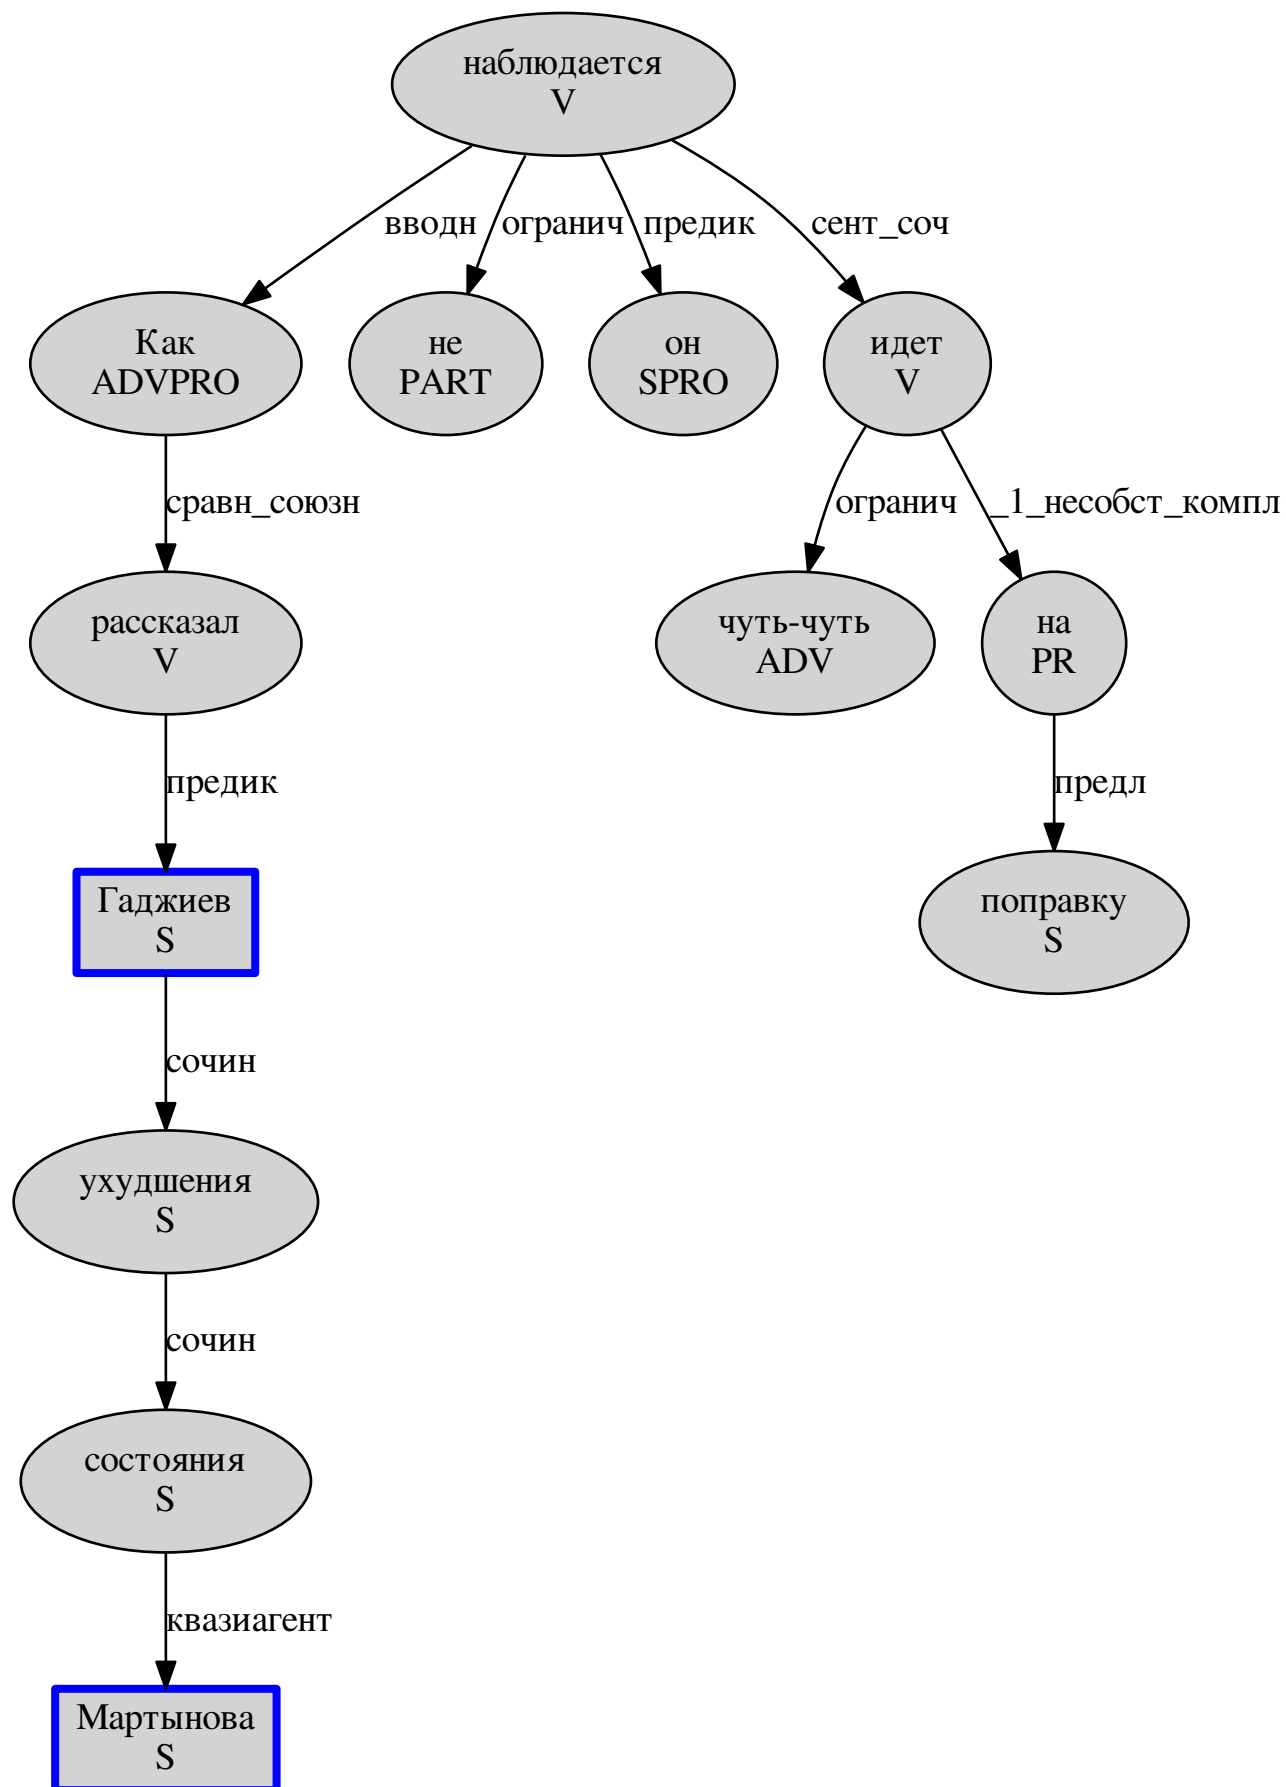 наблюдается
V
вводн огранич предик сент_соч
Как
ADVPRO
не
PART
он
SPRO
идет
V
сравн_союзн
огранич
_1_несобст_компл
рассказал
V
чуть-чуть
ADV
на
PR
предик
предл
Гаджиев
S
поправку
S
сочин
ухудшения
S
сочин
состояния
S
квазиагент
Мартынова
S